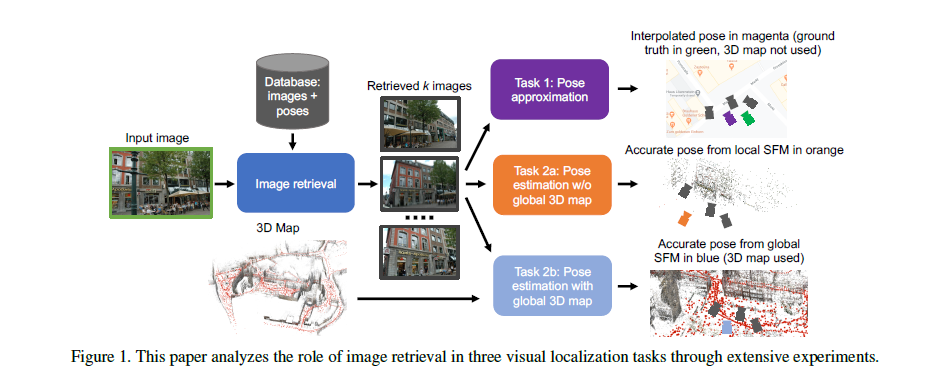 Interpolated pose in magenta (ground
truth in green, 3D map not used)
Database:
images +
poses
Retrieved k images
Task 1: Pose
approximation
Input image
Image retrieval
Accurate pose from local SFM in orange
Task 2a: Pose
estimation w/o
global 3D map
3D Map
Accurate pose from global
SFM in blue (3D map used)
Task 2b: Pose
estimation with
global 3D map
Figure 1. This paper analyzes the role of image retrieval in three visual localization tasks through extensive experiments.